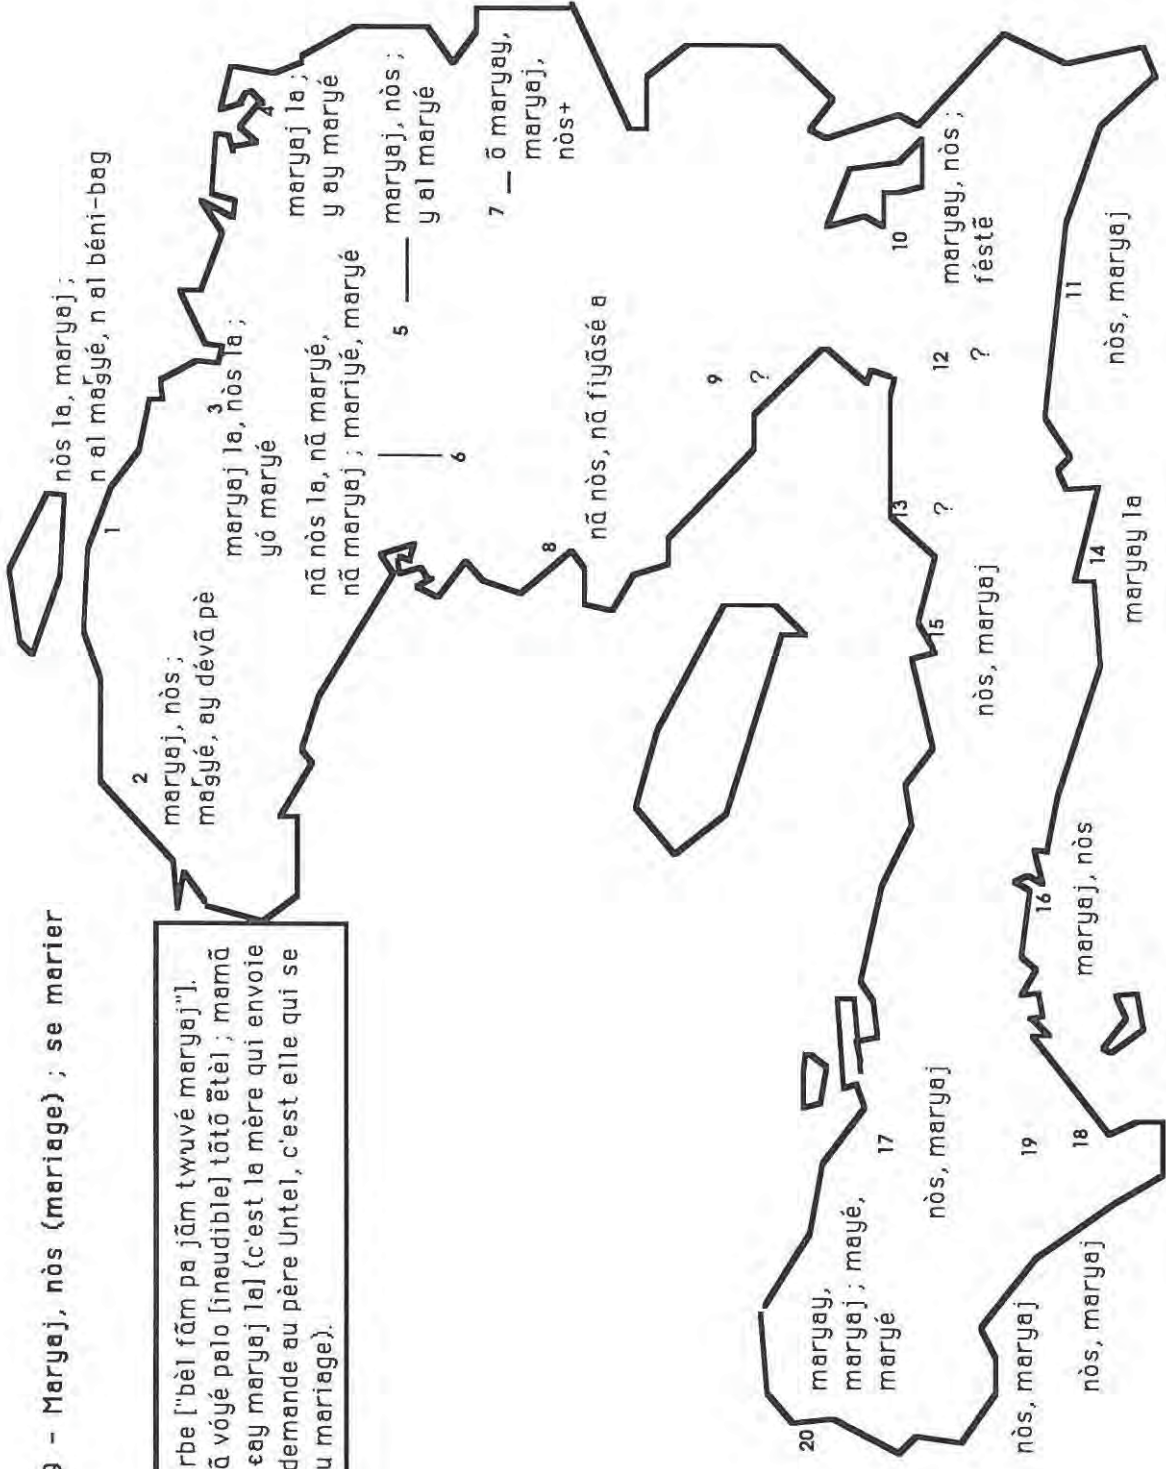 – Maryaj, nòs (mariage) ; se marier
rbe ["bèl fãm pa jãm twuvé maryaj"].
ã vóyé palo [inaudible] tõtõ ẽtèl ; mamã
ɛay maryaj la] (c'est la mère qui envoie
demande au père Untel, c'est elle qui se
u mariage).
1
nòs la, maryaj ;
n al magͬyé, n al béni-bag
2
maryaj, nòs ;
magͬyé, ay dévã pè
3
maryaj la, nòs la ;
yó maryé
4
maryaj la ;
y ay maryé
5
maryaj, nòs ;
y al maryé
6
nã nòs la, nã maryé,
nã maryaj ; mariyé, maryé
7
õ maryay,
maryaj,
nòs+
8
nã nòs, nã fiyãsé a
9
?
10
maryay, nòs ;
féstẽ
11
nòs, maryaj
12
?
13
?
14
maryay la
15
nòs, maryaj
16
maryaj, nòs
17
nòs, maryaj
18
nòs, maryaj
19
nòs, maryaj
20
maryay,
maryaj ; mayé,
maryé